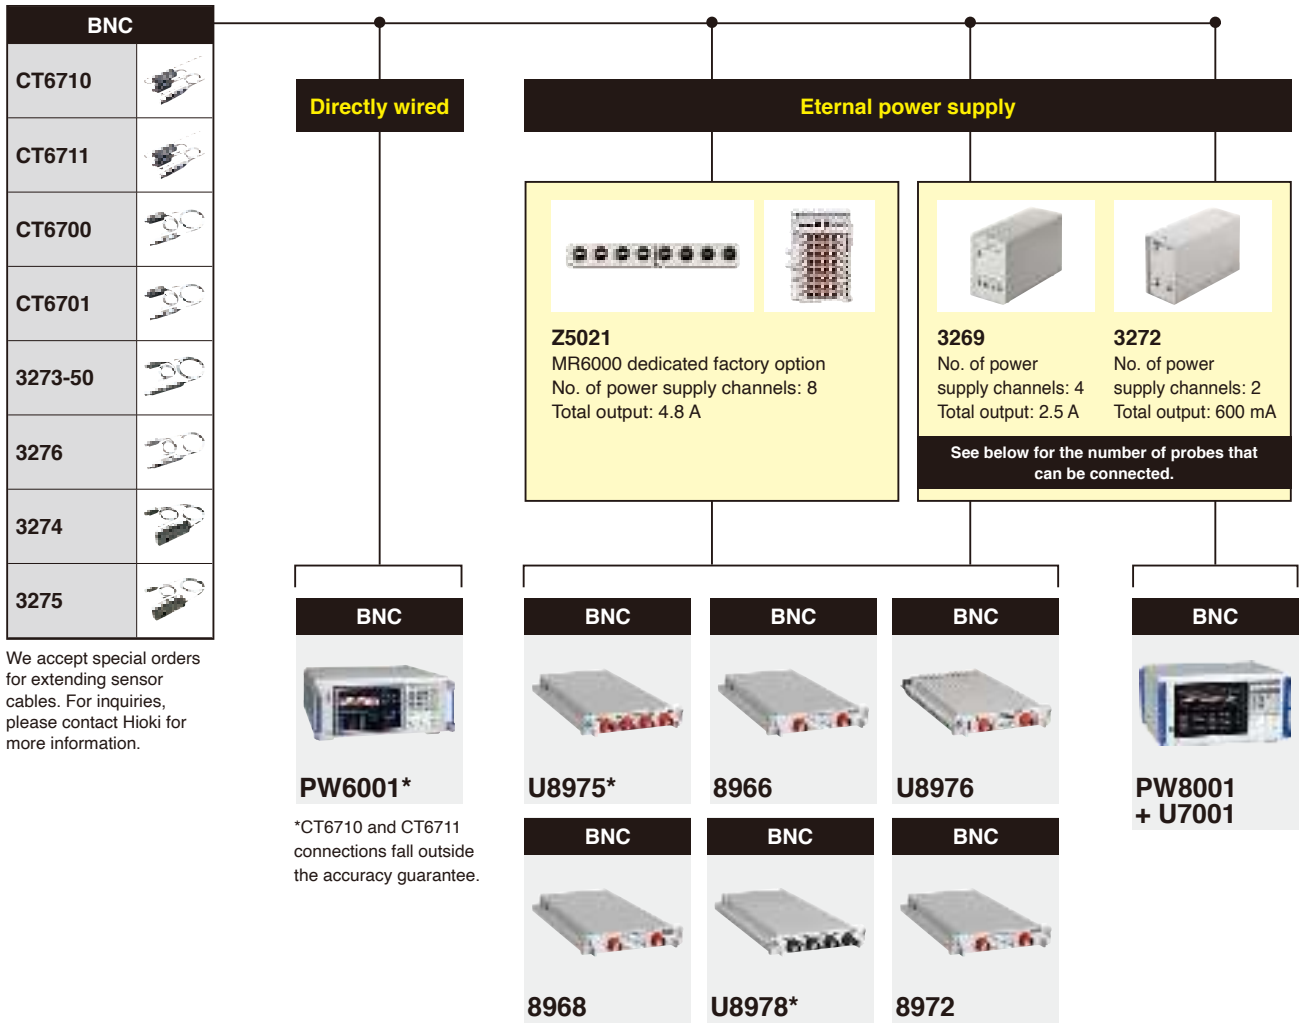 BNC
CT6710
CT6711
CT6700
CT6701
3273-50
3276
3274
3275
We accept special orders
for extending sensor
cables. For inquiries,
please contact Hioki for
more information.
Directly wired
Eternal power supply
Z5021
MR6000 dedicated factory option
No. of power supply channels: 8
Total output: 4.8 A
3269
No. of power
supply channels: 4
Total output: 2.5 A
3272
No. of power
supply channels: 2
Total output: 600 mA
See below for the number of probes that
can be connected.
BNC
PW6001*
*CT6710 and CT6711
connections fall outside
the accuracy guarantee.
BNC
U8975*
BNC
8966
BNC
U8976
BNC
8968
BNC
U8978*
BNC
8972
BNC
PW8001
+ U7001